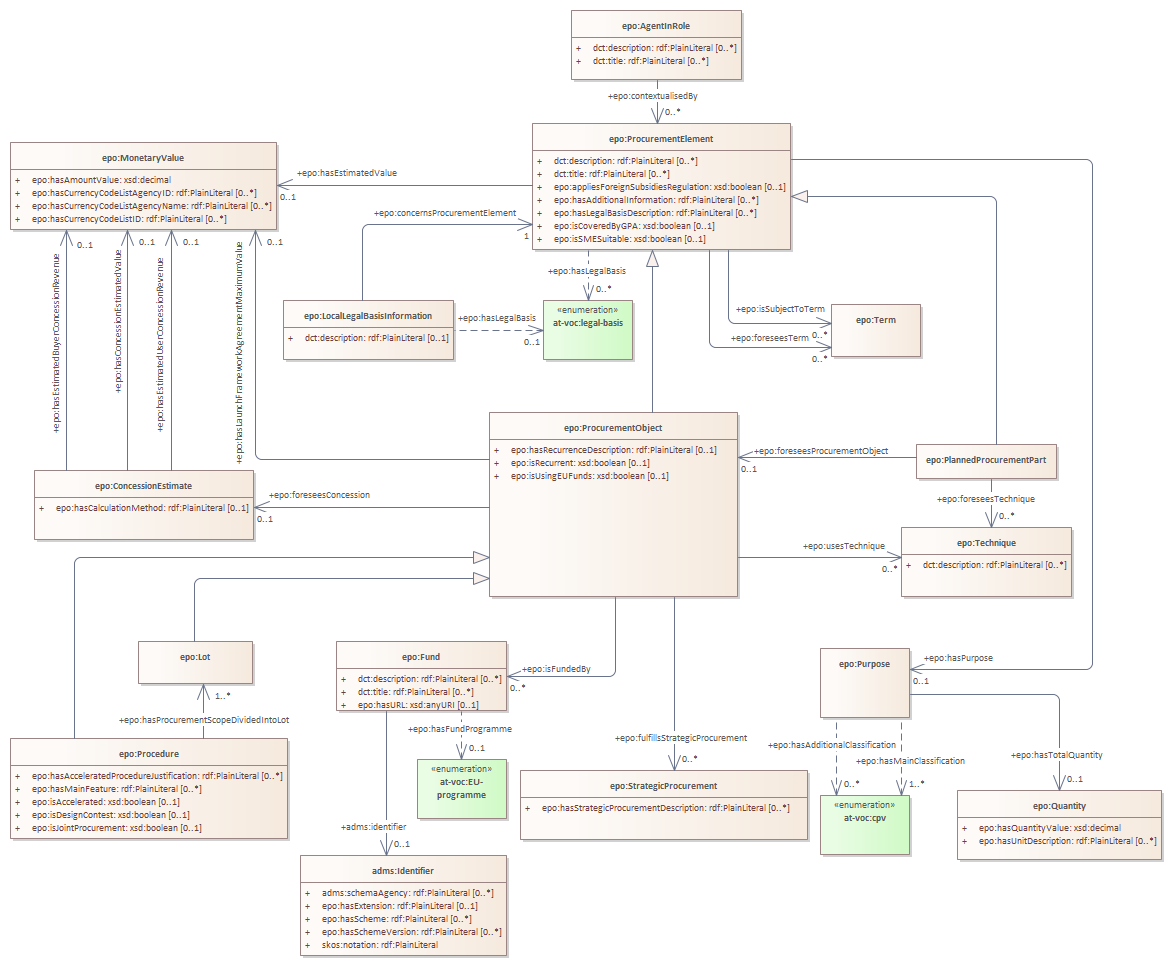 epo:AgentInRole
+ dct:description: rdf:PlainLiteral [0..*]
+ dct:title: rdf:PlainLiteral [0..*]
+epo:contextualisedBy
0..*
epo:ProcurementElement
+ dct:description: rdf:PlainLiteral [0..*]
+ dct:title: rdf:PlainLiteral [0..*]
+ epo:appliesForeignSubsidiesRegulation: xsd:boolean [0..1]
+ epo:hasAdditionalInformation: rdf:PlainLiteral [0..*]
+ epo:hasLegalBasisDescription: rdf:PlainLiteral [0..*]
+ epo:isCoveredByGPA: xsd:boolean [0..1]
+ epo:isSMESuitable: xsd:boolean [0..1]
epo:MonetaryValue
+ epo:hasAmountValue: xsd:decimal
+ epo:hasCurrencyCodeListAgencyID: rdf:PlainLiteral [0..*]
+ epo:hasCurrencyCodeListAgencyName: rdf:PlainLiteral [0..*]
+ epo:hasCurrencyCodeListID: rdf:PlainLiteral [0..*]
+epo:hasEstimatedValue
0..1
+epo:concernsProcurementElement
1
0..1
0..1
0..1
0..1
+epo:hasEstimatedBuyerConcessionRevenue
+epo:hasConcessionEstimatedValue
+epo:hasEstimatedUserConcessionRevenue
+epo:hasLaunchFrameworkAgreementMaximumValue
+epo:hasLegalBasis
0..*
epo:LocalLegalBasisInformation
+ dct:description: rdf:PlainLiteral [0..1]
+epo:hasLegalBasis
0..1
«enumeration»
at-voc:legal-basis
+epo:isSubjectToTerm
0..*
+epo:foreseesTerm
0..*
epo:Term
epo:ProcurementObject
+ epo:hasRecurrenceDescription: rdf:PlainLiteral [0..1]
+ epo:isRecurrent: xsd:boolean [0..1]
+ epo:isUsingEUFunds: xsd:boolean [0..1]
+epo:foreseesProcurementObject
0..1
epo:PlannedProcurementPart
+epo:foreseesTechnique
0..*
epo:ConcessionEstimate
+ epo:hasCalculationMethod: rdf:PlainLiteral [0..1]
+epo:foreseesConcession
0..1
+epo:usesTechnique
0..*
epo:Technique
+ dct:description: rdf:PlainLiteral [0..*]
epo:Lot
1..*
+epo:hasProcurementScopeDividedIntoLot
epo:Procedure
+ epo:hasAcceleratedProcedureJustification: rdf:PlainLiteral [0..*]
+ epo:hasMainFeature: rdf:PlainLiteral [0..*]
+ epo:isAccelerated: xsd:boolean [0..1]
+ epo:isDesignContest: xsd:boolean [0..1]
+ epo:isJointProcurement: xsd:boolean [0..1]
epo:Fund
+ dct:description: rdf:PlainLiteral [0..*]
+ dct:title: rdf:PlainLiteral [0..*]
+ epo:hasURL: xsd:anyURI [0..1]
+epo:isFundedBy
0..*
+epo:hasFundProgramme
0..1
«enumeration»
at-voc:EU-
programme
+adms:identifier
0..1
adms:Identifier
+ adms:schemaAgency: rdf:PlainLiteral [0..*]
+ epo:hasExtension: rdf:PlainLiteral [0..1]
+ epo:hasScheme: rdf:PlainLiteral [0..*]
+ epo:hasSchemeVersion: rdf:PlainLiteral [0..*]
+ skos:notation: rdf:PlainLiteral
+epo:fulfillsStrategicProcurement
0..*
epo:StrategicProcurement
+ epo:hasStrategicProcurementDescription: rdf:PlainLiteral [0..*]
epo:Purpose
+epo:hasPurpose
0..1
+epo:hasAdditionalClassification
0..*
+epo:hasMainClassification
1..*
«enumeration»
at-voc:cpv
+epo:hasTotalQuantity
0..1
epo:Quantity
+ epo:hasQuantityValue: xsd:decimal
+ epo:hasUnitDescription: rdf:PlainLiteral [0..*]